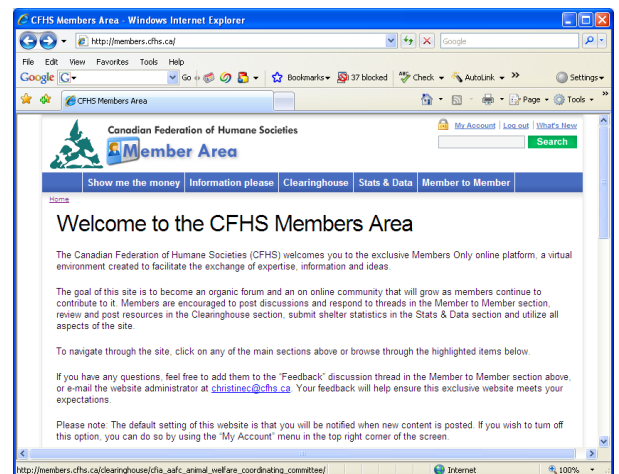 CFHS Members Area - Windows Internet Explorer
http://members.cfhs.ca/
Google
File Edit View Favorites Tools Help
Google G Go Bookmarks 37 blocked Check AutoLink » Settings
CFHS Members Area
Page Tools »
Canadian Federation of Humane Societies
Member Area
My Account | Log out | What's New
Search
Show me the money Information please Clearinghouse Stats & Data Member to Member
Home
Welcome to the CFHS Members Area
The Canadian Federation of Humane Societies (CFHS) welcomes you to the exclusive Members Only online platform, a virtual
environment created to facilitate the exchange of expertise, information and ideas.
The goal of this site is to become an organic forum and an on online community that will grow as members continue to
contribute to it. Members are encouraged to post discussions and respond to threads in the Member to Member section,
review and post resources in the Clearinghouse section, submit shelter statistics in the Stats & Data section and utilize all
aspects of the site.
To navigate through the site, click on any of the main sections above or browse through the highlighted items below.
If you have any questions, feel free to add them to the “Feedback” discussion thread in the Member to Member section above,
or e-mail the website administrator at christinec@cfhs.ca. Your feedback will help ensure this exclusive website meets your
expectations.
Please note: The default setting of this website is that you will be notified when new content is posted. If you wish to turn off
this option, you can do so by using the “My Account” menu in the top right corner of the screen.
http://members.cfhs.ca/clearinghouse/cfia_aafc_animal_welfare_coordinating_committee/ Internet 100%